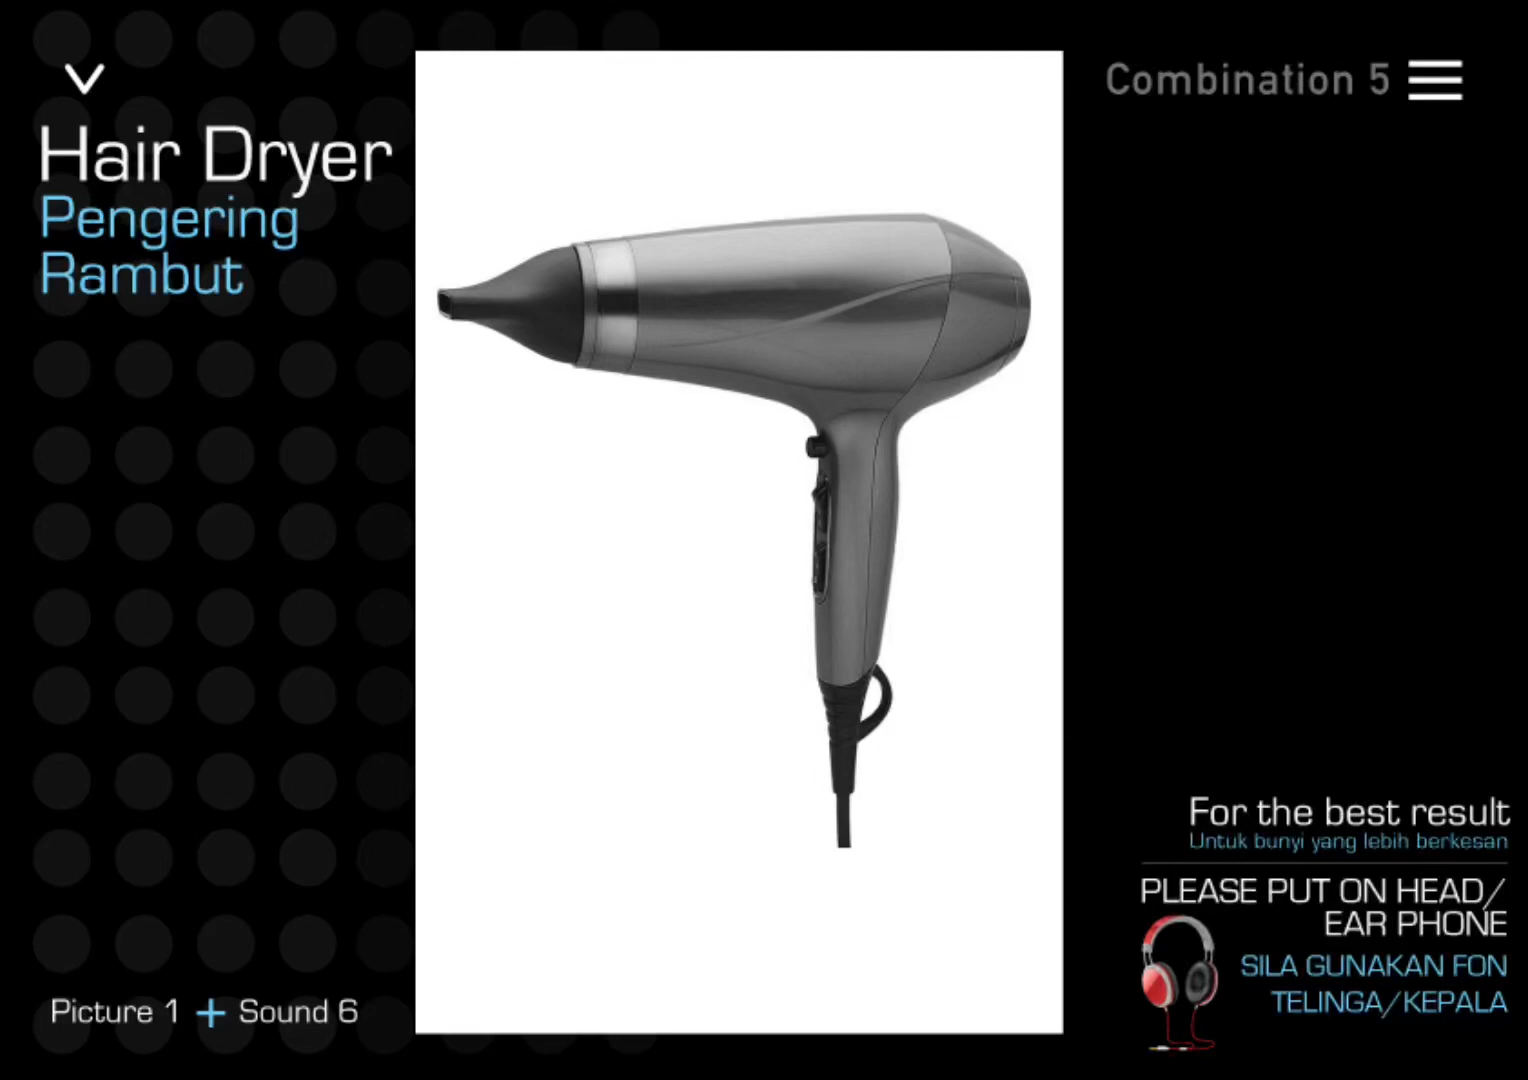 Combination 5
Hair Dryer
Pengering
Rambut
For the best result
Untuk bunyi yang lebih berkesan
PLEASE PUT ON HEAD/
EAR PHONE
SILA GUNAKAN FON
TELINGA/KEPALA
Picture 1 + Sound 6